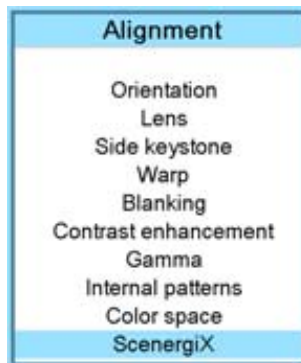 Alignment
Orientation
Lens
Side keystone
Warp
Blanking
Contrast enhancement
Gamma
Internal patterns
Color space
ScenergiX